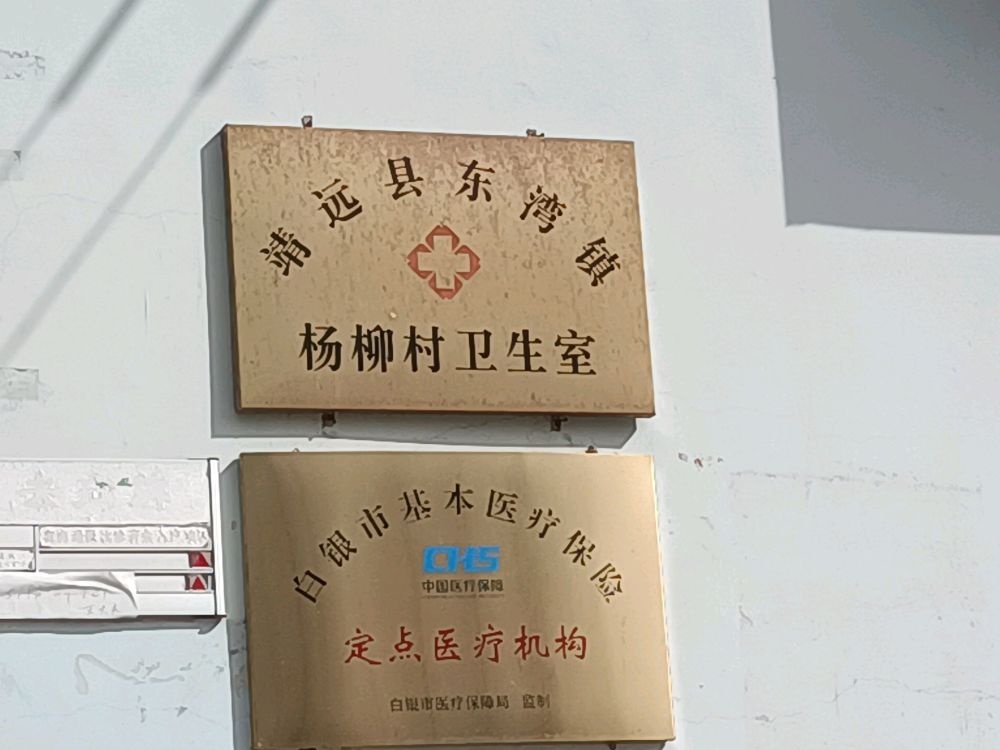 靖远县东湾镇
杨柳村卫生室
白银市基本医疗保险
CHS
中国医疗保障
定点医疗机构
白银市医疗保障局 监制